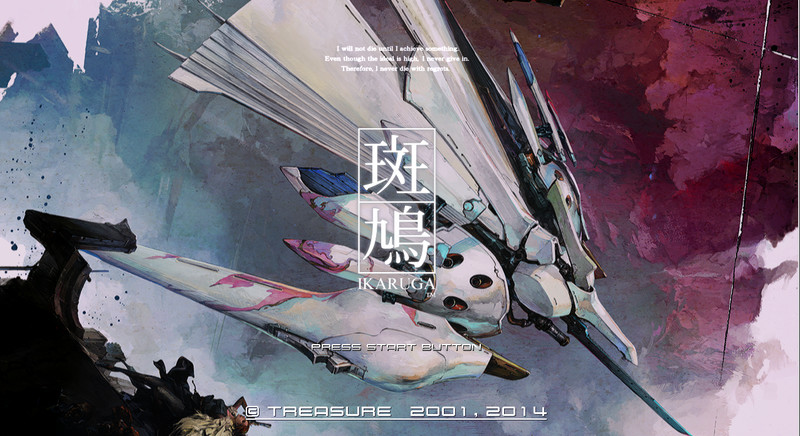 I will not die until I achieve something.
Even though the ideal is high, I never give in.
Therefore, I never die with regrets.
斑
鳩
IKARUGA
TM
PRESS START BUTTON
© TREASURE 2001,2014